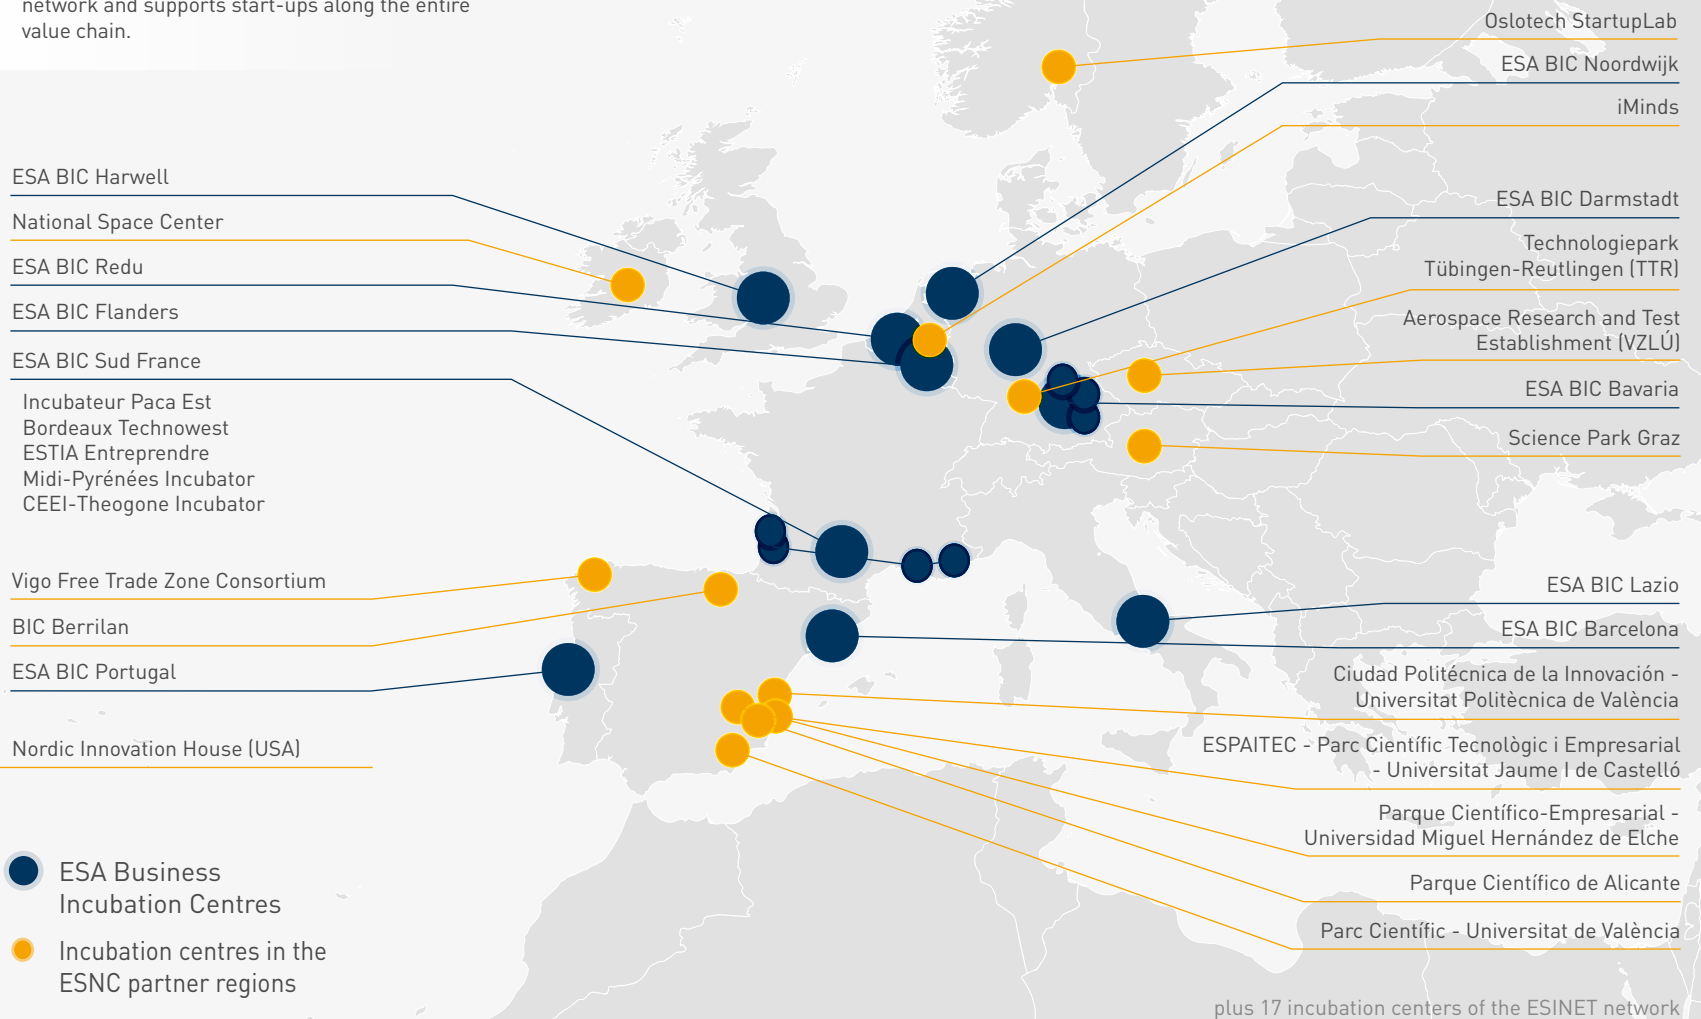 network and supports start-ups along the entire
value chain.
ESA BIC Harwell
National Space Center
ESA BIC Redu
ESA BIC Flanders
ESA BIC Sud France
Incubateur Paca Est
Bordeaux Technowest
ESTIA Entreprendre
Midi-Pyrénées Incubator
CEEI-Theogone Incubator
Vigo Free Trade Zone Consortium
BIC Berrilan
ESA BIC Portugal
Nordic Innovation House (USA)
ESA Business
Incubation Centres
Incubation centres in the
ESNC partner regions
Oslotech StartupLab
ESA BIC Noordwijk
iMinds
ESA BIC Darmstadt
Technologiepark
Tübingen-Reutlingen (TTR)
Aerospace Research and Test
Establishment (VZLÚ)
ESA BIC Bavaria
Science Park Graz
ESA BIC Lazio
ESA BIC Barcelona
Ciudad Politécnica de la Innovación -
Universitat Politècnica de València
ESPAITEC - Parc Científic Tecnològic i Empresarial
- Universitat Jaume I de Castelló
Parque Científico-Empresarial -
Universidad Miguel Hernández de Elche
Parque Científico de Alicante
Parc Científic - Universitat de València
plus 17 incubation centers of the ESINET network